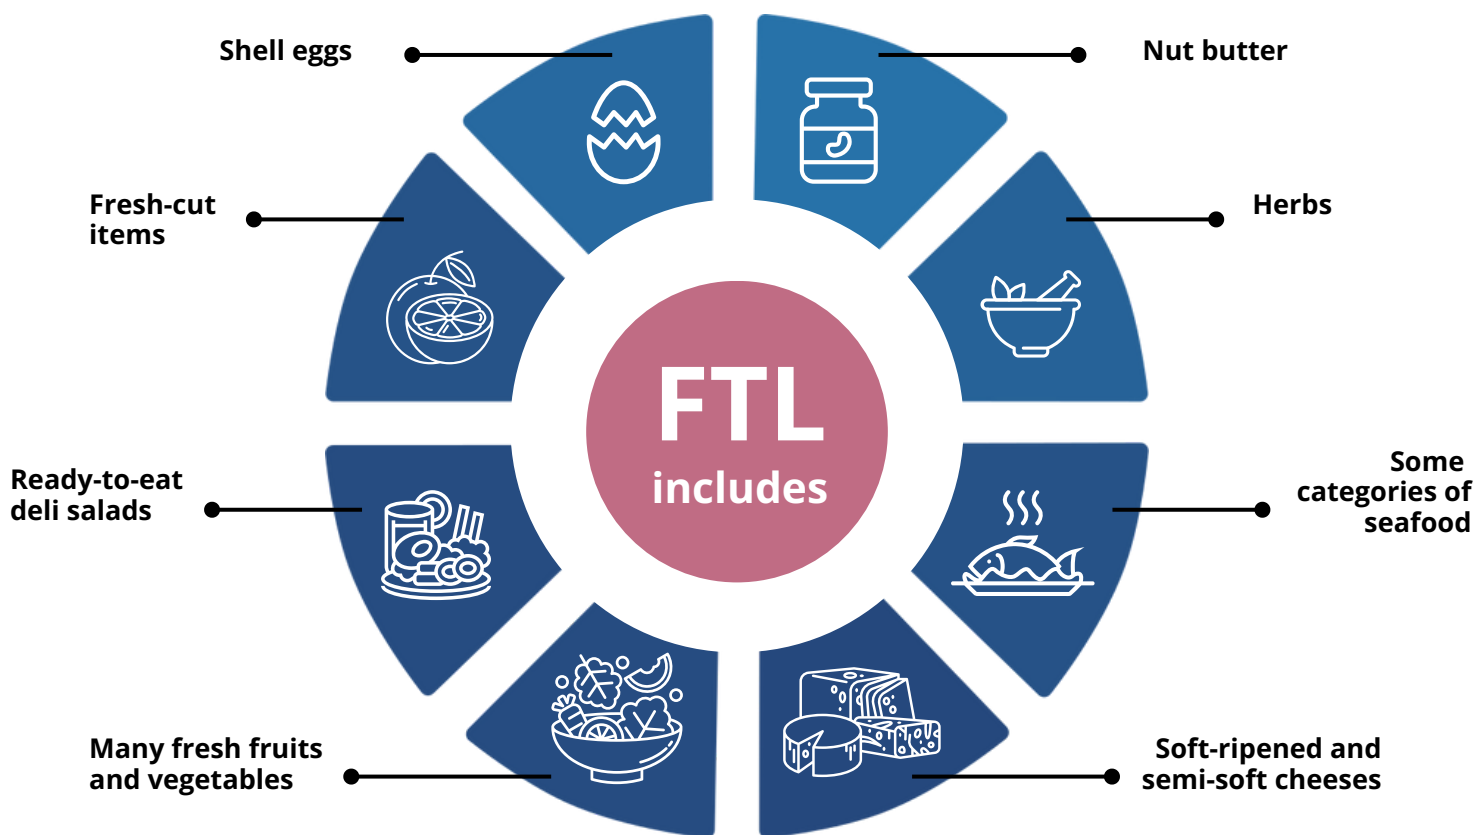 Shell eggs
Nut butter
Fresh-cut
items
Herbs
FTL
includes
Ready-to-eat
deli salads
Some
categories of
seafood
Many fresh fruits
and vegetables
Soft-ripened and
semi-soft cheeses